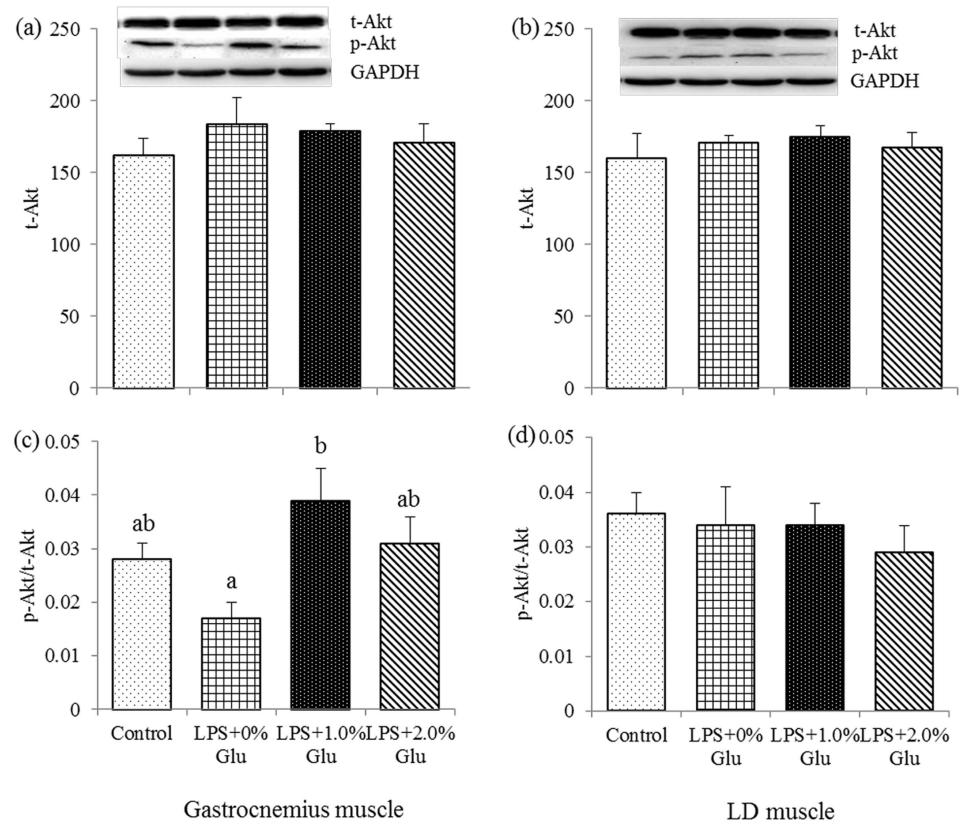 (a)
t-Akt
p-Akt
GAPDH
250
200
150
100
50
0
t-Akt
(b)
t-Akt
p-Akt
GAPDH
250
200
150
100
50
0
t-Akt
(c)
0.05
0.04
0.03
0.02
0.01
0
p-Akt/t-Akt
ab
a
b
ab
Control
LPS+0%
Glu
LPS+1.0%
Glu
LPS+2.0%
Glu
Gastrocnemius muscle
(d)
0.05
0.04
0.03
0.02
0.01
0
p-Akt/t-Akt
Control
LPS+0%
Glu
LPS+1.0%
Glu
LPS+2.0%
Glu
LD muscle